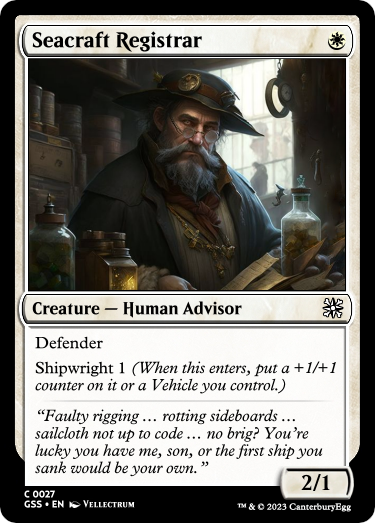 Seacraft Registrar
Creature — Human Advisor
Defender
Shipwright 1 (When this enters, put a +1/+1
counter on it or a Vehicle you control.)
“Faulty rigging … rotting sideboards …
sailcloth not up to code … no brig? You’re
lucky you have me, son, or the first ship you
sank would be your own.”
2/1
C 0027
GSS • EN Vellectrum
™ & © 2023 CanterburyEgg